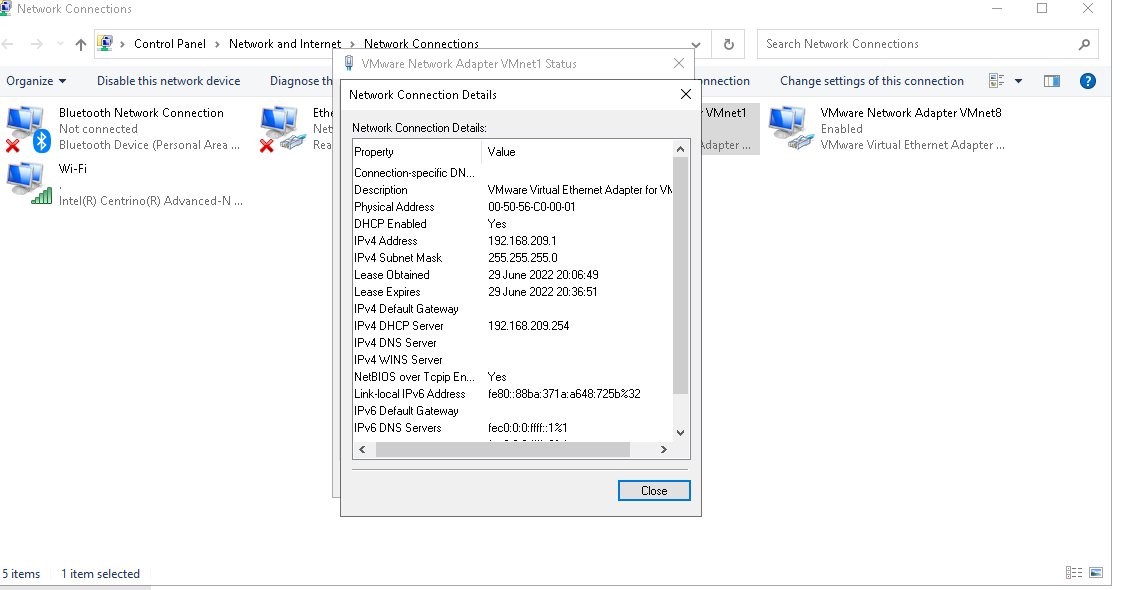 Network Connections
Control Panel > Network and Internet > Network Connections
Search Network Connections
Organize Disable this network device Diagnose th nnection Change settings of this connection
Bluetooth Network Connection
Not connected
Bluetooth Device (Personal Area ...
Ethe
Net
Rea
VMnet1
Adapter ...
VMware Network Adapter VMnet8
Enabled
VMware Virtual Ethernet Adapter ...
Wi-Fi
.
Intel(R) Centrino(R) Advanced-N ...
VMware Network Adapter VMnet1 Status
Network Connection Details
Network Connection Details:
Property Value
Connection-specific DN...
Description VMware Virtual Ethernet Adapter for VM
Physical Address 00-50-56-C0-00-01
DHCP Enabled Yes
IPv4 Address 192.168.209.1
IPv4 Subnet Mask 255.255.255.0
Lease Obtained 29 June 2022 20:06:49
Lease Expires 29 June 2022 20:36:51
IPv4 Default Gateway
IPv4 DHCP Server 192.168.209.254
IPv4 DNS Server
IPv4 WINS Server
NetBIOS over Tcpip En... Yes
Link-local IPv6 Address fe80::88ba:371a:a648:725b%32
IPv6 Default Gateway
IPv6 DNS Servers fec0:0:0:ffff::1%1
Close
5 items 1 item selected